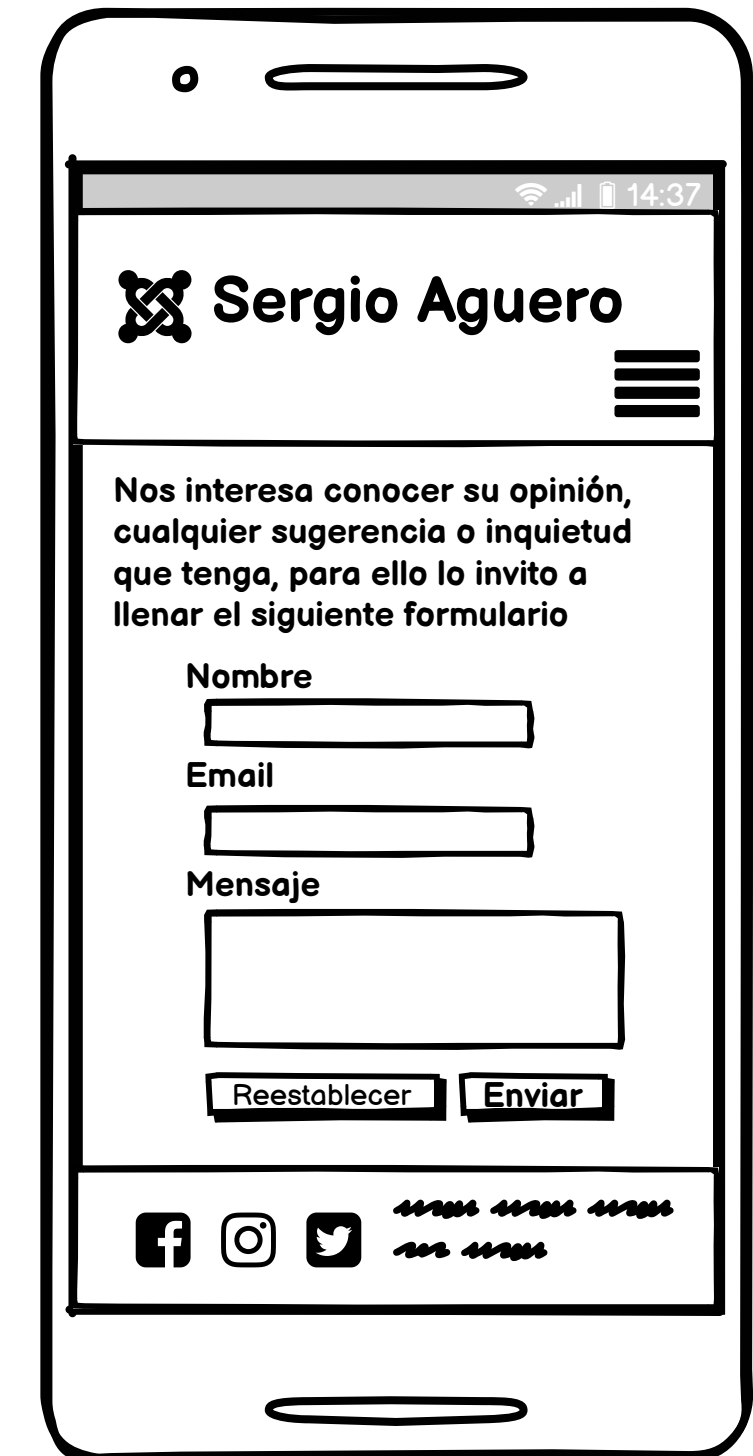 14:37
Sergio Aguero
Nos interesa conocer su opinión,
cualquier sugerencia o inquietud
que tenga, para ello lo invito a
llenar el siguiente formulario
Nombre
Email
Mensaje
Reestablecer Enviar